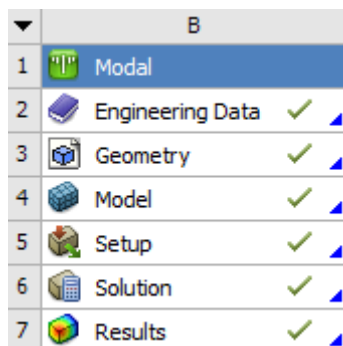 B
1 Modal
2 Engineering Data
3 Geometry
4 Model
5 Setup
6 Solution
7 Results